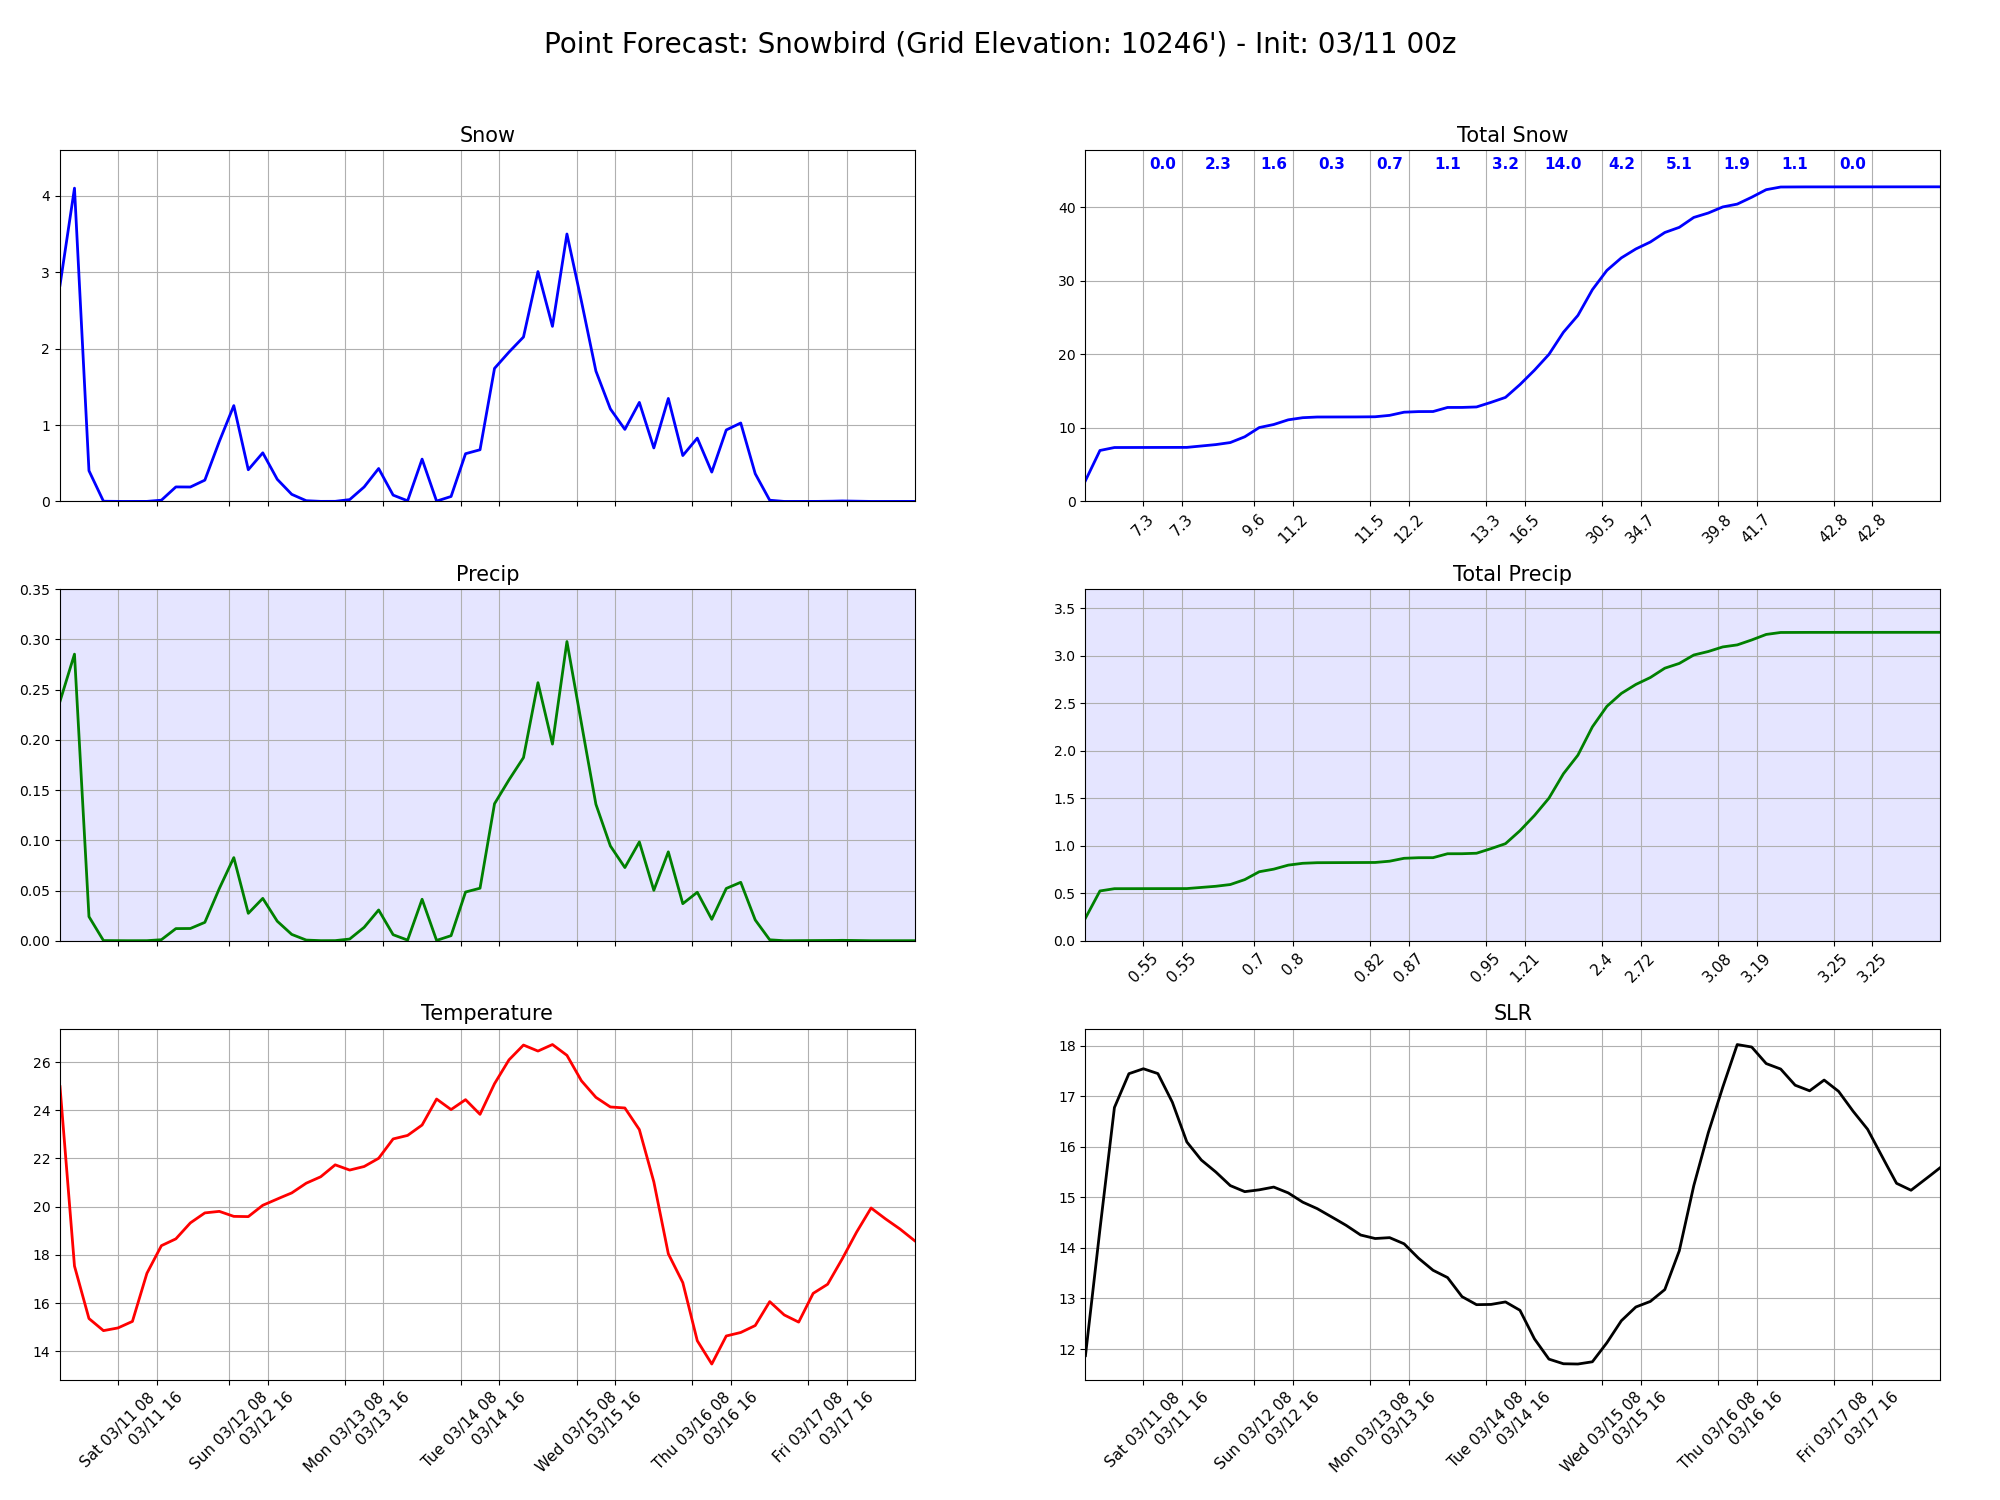 Point Forecast: Snowbird (Grid Elevation: 10246') - Init: 03/11 00z
Snow
4
3
2
1
0
Total Snow
0.0 2.3 1.6 0.3 0.7 1.1 3.2 14.0 4.2 5.1 1.9 1.1 0.0
40
30
20
10
0
7.3 7.3 9.6 11.2 11.5 12.2 13.3 16.5 30.5 34.7 39.8 41.7 42.8 42.8
Precip
0.35
0.30
0.25
0.20
0.15
0.10
0.05
0.00
Total Precip
3.5
3.0
2.5
2.0
1.5
1.0
0.5
0.0
0.55 0.55 0.7 0.8 0.82 0.87 0.95 1.21 2.4 2.72 3.08 3.19 3.25 3.25
Temperature
26
24
22
20
18
16
14
Sat 03/11 08
03/11 16
Sun 03/12 08
03/12 16
Mon 03/13 08
03/13 16
Tue 03/14 08
03/14 16
Wed 03/15 08
03/15 16
Thu 03/16 08
03/16 16
Fri 03/17 08
03/17 16
SLR
18
17
16
15
14
13
12
Sat 03/11 08
03/11 16
Sun 03/12 08
03/12 16
Mon 03/13 08
03/13 16
Tue 03/14 08
03/14 16
Wed 03/15 08
03/15 16
Thu 03/16 08
03/16 16
Fri 03/17 08
03/17 16